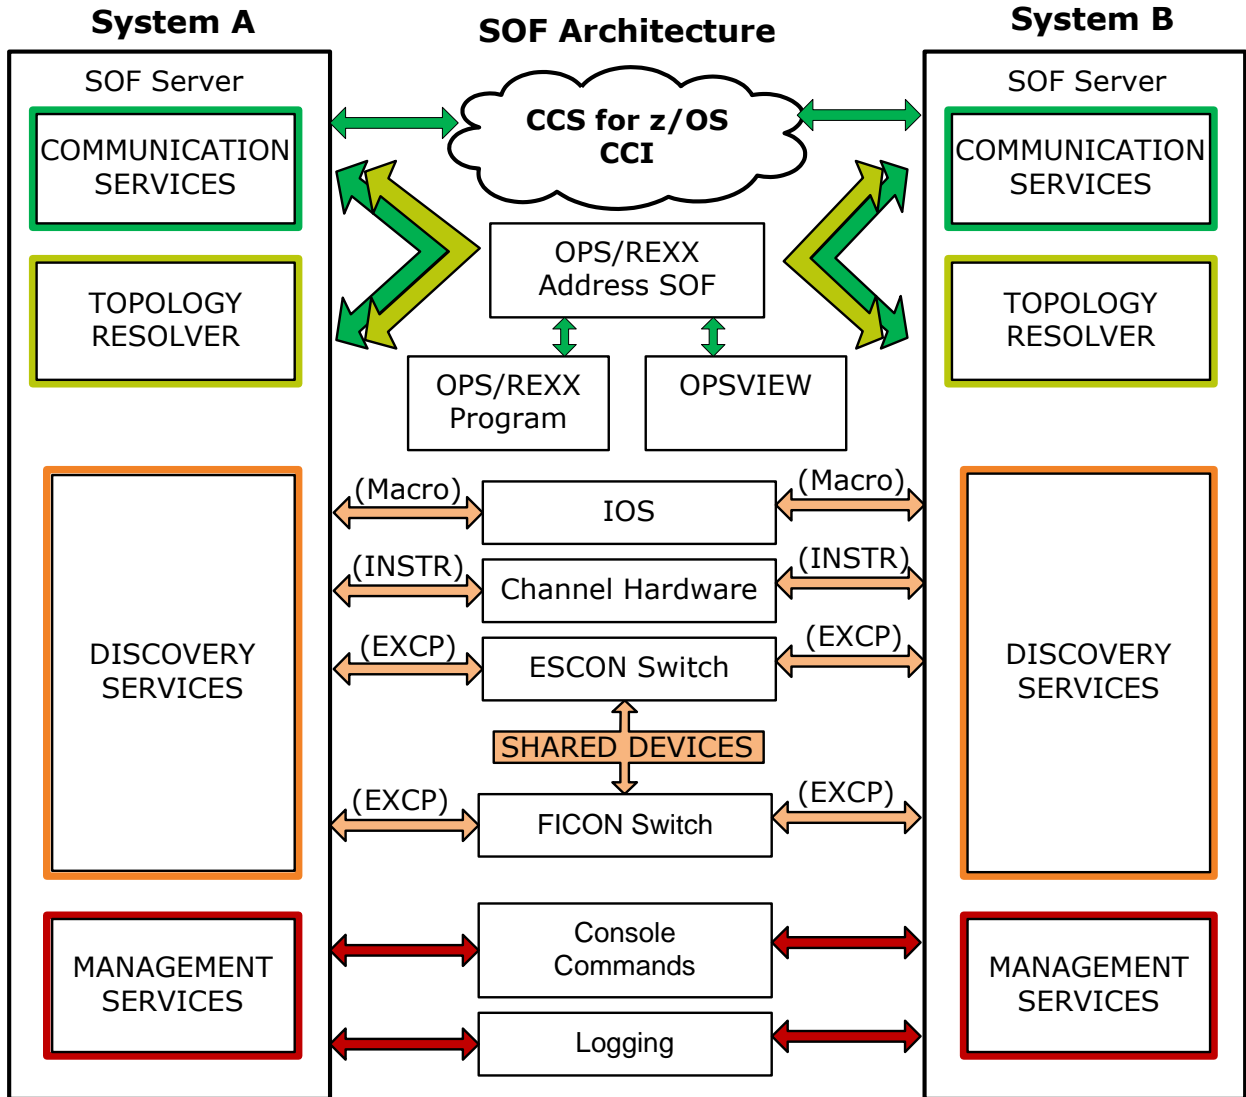 System A
SOF Architecture
System B
SOF Server
COMMUNICATION
SERVICES
TOPOLOGY
RESOLVER
DISCOVERY
SERVICES
MANAGEMENT
SERVICES
CCS for z/OS
CCI
OPS/REXX
Address SOF
OPS/REXX
Program
OPSVIEW
(Macro)
IOS
(Macro)
(INSTR)
Channel Hardware
(INSTR)
(EXCP)
ESCON Switch
(EXCP)
SHARED DEVICES
(EXCP)
FICON Switch
(EXCP)
Console
Commands
Logging
SOF Server
COMMUNICATION
SERVICES
TOPOLOGY
RESOLVER
DISCOVERY
SERVICES
MANAGEMENT
SERVICES